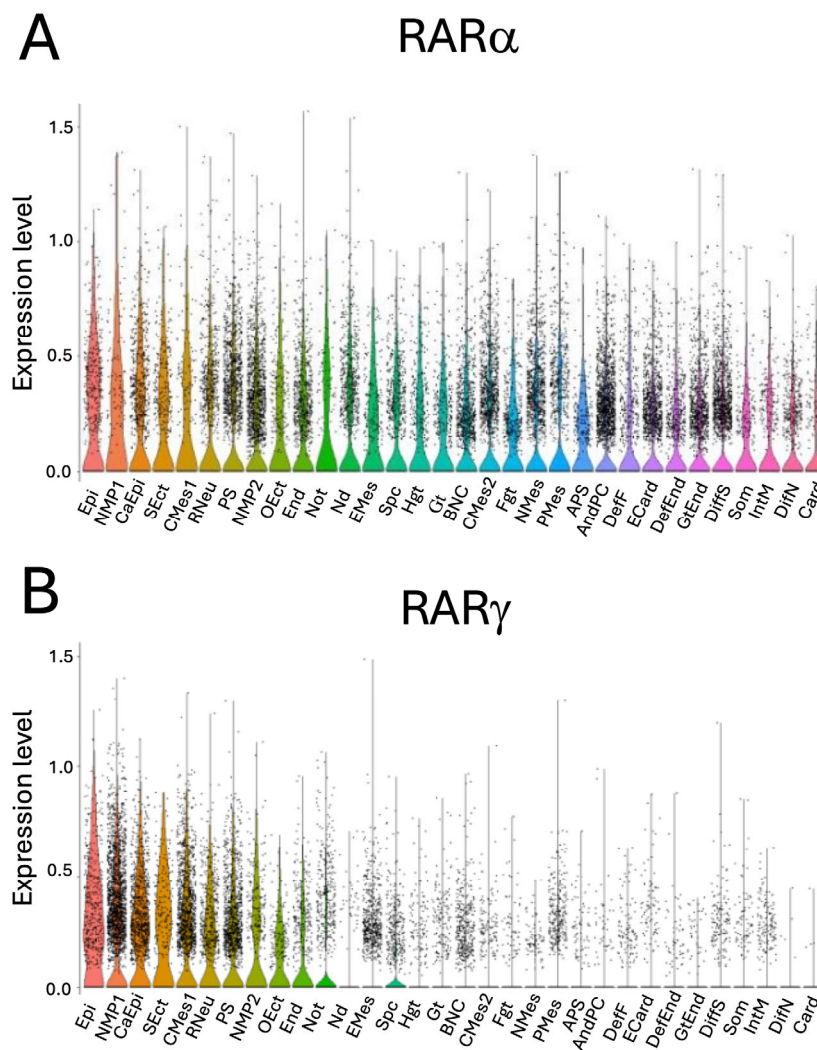 A
RARα
Expression level
1.5
1.0
0.5
0.0
Epi NMP1 CaEpi SEct CMes1 RNeu PS NMP2 OEct End Not Nd EMes Spc Hgt Gt BNC CMes2 Fgt NMes PMes APS AndPC DefF ECard DefEnd GtEnd DiffS Som IntM DifN Card
B
RARγ
Expression level
1.5
1.0
0.5
0.0
Epi NMP1 CaEpi SEct CMes1 RNeu PS NMP2 OEct End Not Nd EMes Spc Hgt Gt BNC CMes2 Fgt NMes PMes APS AndPC DefF ECard DefEnd GtEnd DiffS Som IntM DifN Card